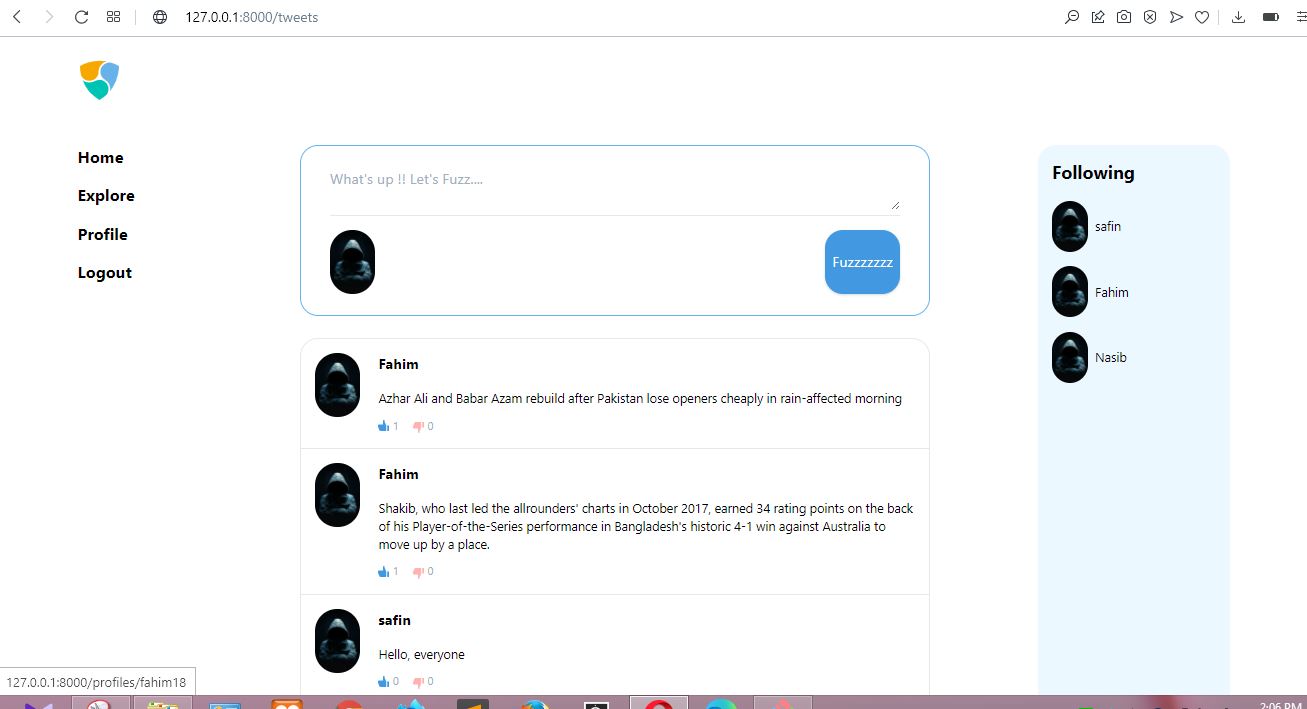 127.0.0.1:8000/tweets
Home
Explore
Profile
Logout
What's up !! Let's Fuzz....
Fuzzzzzzz
Fahim
Azhar Ali and Babar Azam rebuild after Pakistan lose openers cheaply in rain-affected morning
1 0
Fahim
Shakib, who last led the allrounders' charts in October 2017, earned 34 rating points on the back
of his Player-of-the-Series performance in Bangladesh's historic 4-1 win against Australia to
move up by a place.
1 0
safin
Hello, everyone
0 0
Following
safin
Fahim
Nasib
127.0.0.1:8000/profiles/fahim18
2:06 PM